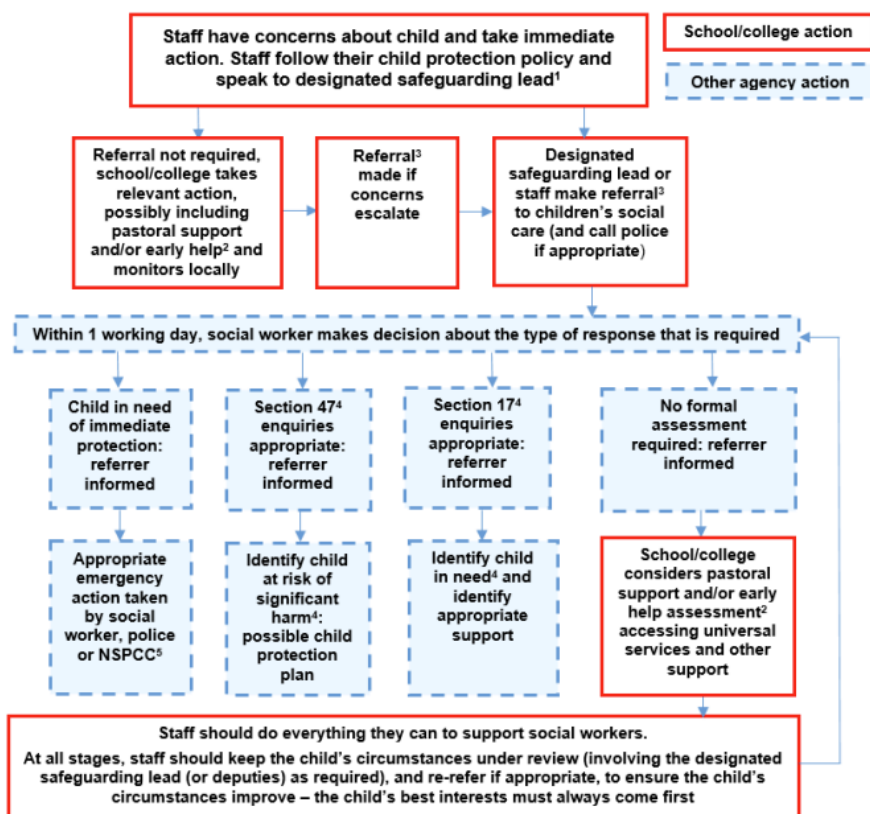 Staff have concerns about child and take immediate
action. Staff follow their child protection policy and
speak to designated safeguarding lead¹
School/college action
Other agency action
Referral not required,
school/college takes
relevant action,
possibly including
pastoral support
and/or early help² and
monitors locally
Referral³
made if
concerns
escalate
Designated
safeguarding lead or
staff make referral³
to children's social
care (and call police
if appropriate)
Within 1 working day, social worker makes decision about the type of response that is required
Child in need
of immediate
protection:
referrer
informed
Section 47⁴
enquiries
appropriate:
referrer
informed
Section 17⁴
enquiries
appropriate:
referrer
informed
No formal
assessment
required: referrer
informed
Appropriate
emergency
action taken
by social
worker, police
or NSPCC⁵
Identify child
at risk of
significant
harm⁴:
possible child
protection
plan
Identify child
in need⁴ and
identify
appropriate
support
School/college
considers pastoral
support and/or early
help assessment²
accessing universal
services and other
support
Staff should do everything they can to support social workers.
At all stages, staff should keep the child's circumstances under review (involving the designated
safeguarding lead (or deputies) as required), and re-refer if appropriate, to ensure the child's
circumstances improve – the child's best interests must always come first